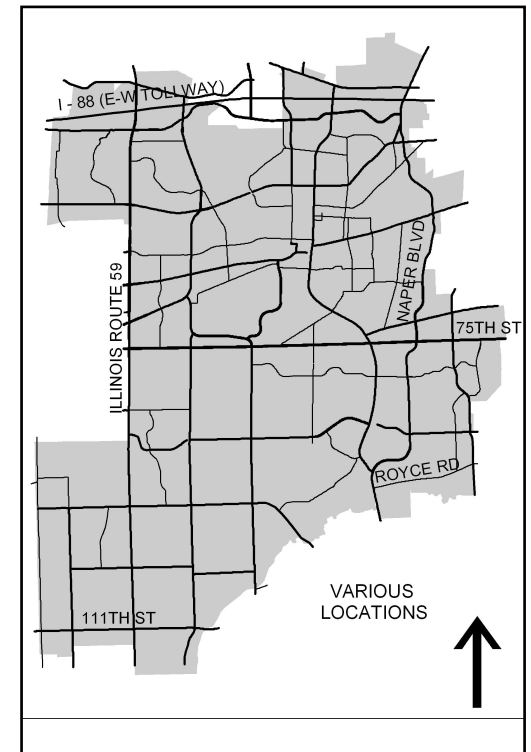 I - 88 (E-W TOLLWAY)
ILLINOIS ROUTE 59
NAPER BLVD
75TH ST
ROYCE RD
VARIOUS
LOCATIONS
111TH ST